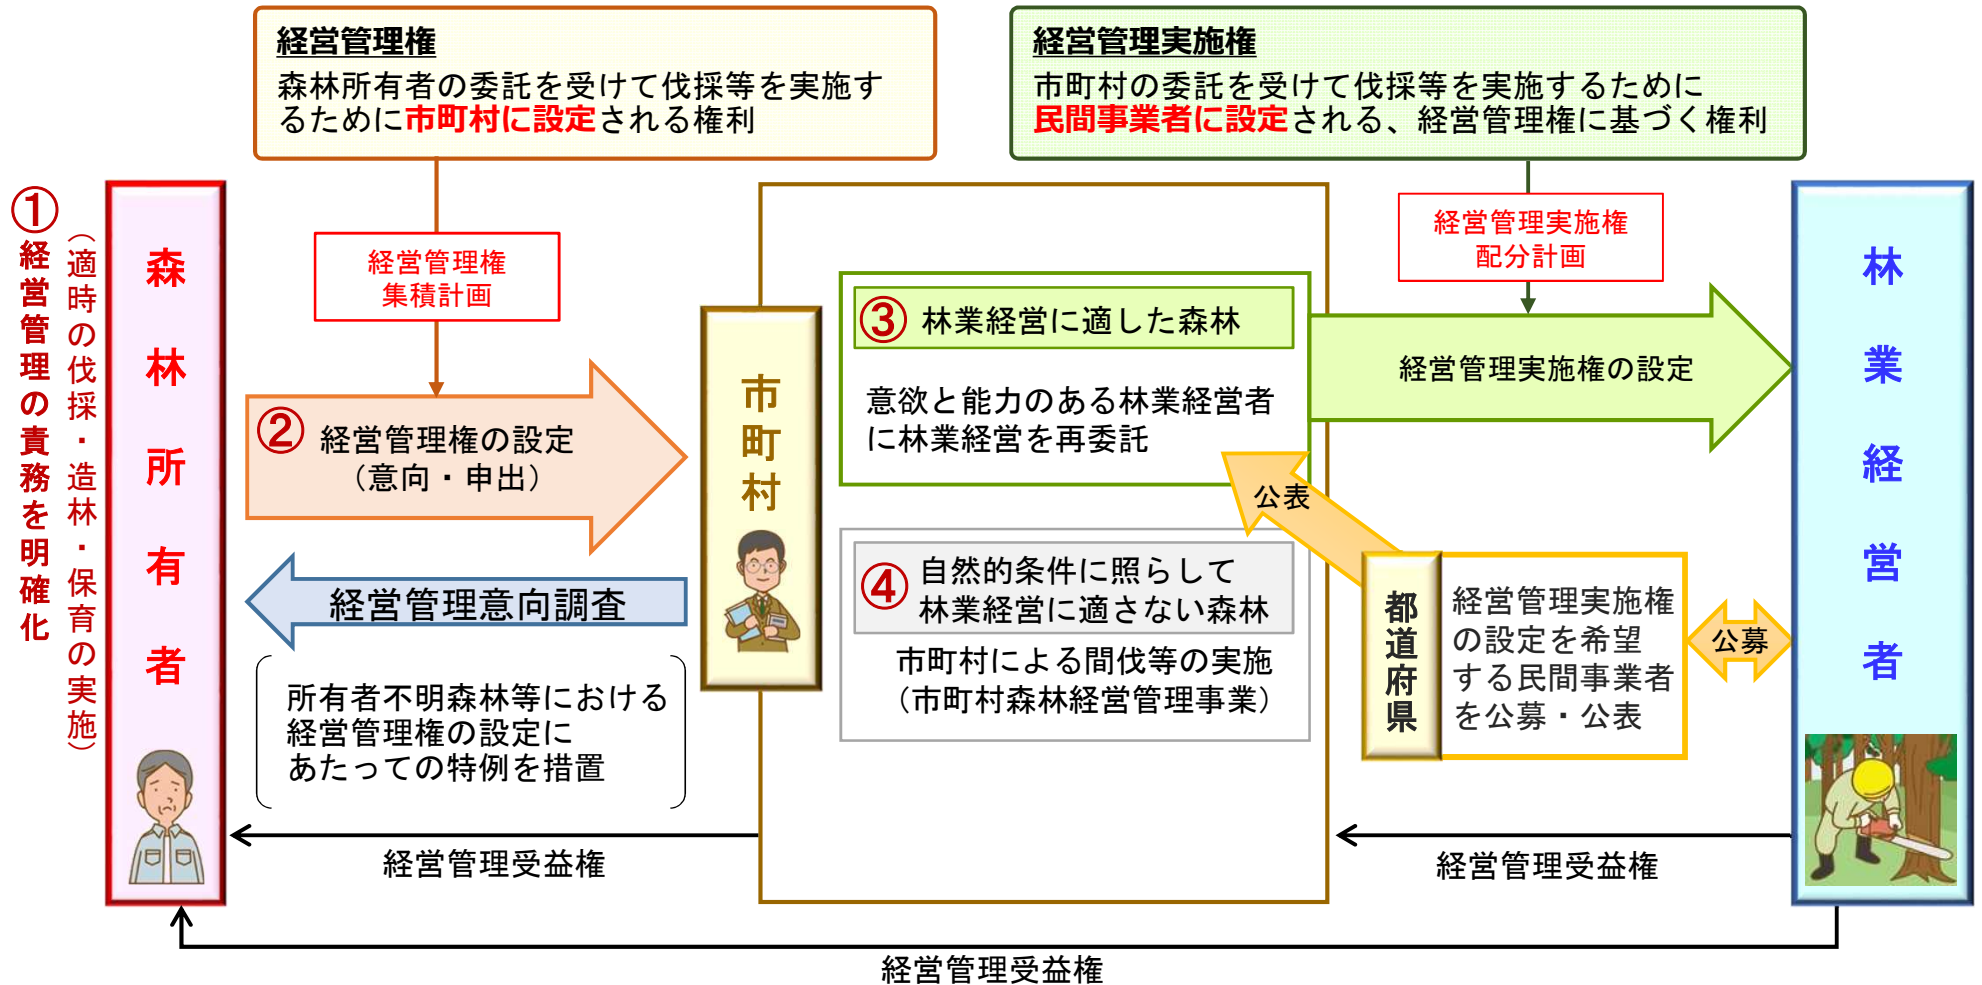 経営管理権
森林所有者の委託を受けて伐採等を実施す
るために市町村に設定される権利
経営管理実施権
市町村の委託を受けて伐採等を実施するために
民間事業者に設定される、経営管理権に基づく権利
①経営管理の責務を明確化
（適時の伐採・造林・保育の実施）
森林所有者
経営管理権
集積計画
② 経営管理権の設定
（意向・申出）
経営管理意向調査
所有者不明森林等における
経営管理権の設定に
あたっての特例を措置
市町村
③ 林業経営に適した森林
意欲と能力のある林業経営者
に林業経営を再委託
④ 自然的条件に照らして
林業経営に適さない森林
市町村による間伐等の実施
（市町村森林経営管理事業）
経営管理実施権
配分計画
経営管理実施権の設定
公表
都道府県
経営管理実施権
の設定を希望
する民間事業者
を公募・公表
公募
林業経営者
経営管理受益権
経営管理受益権
経営管理受益権